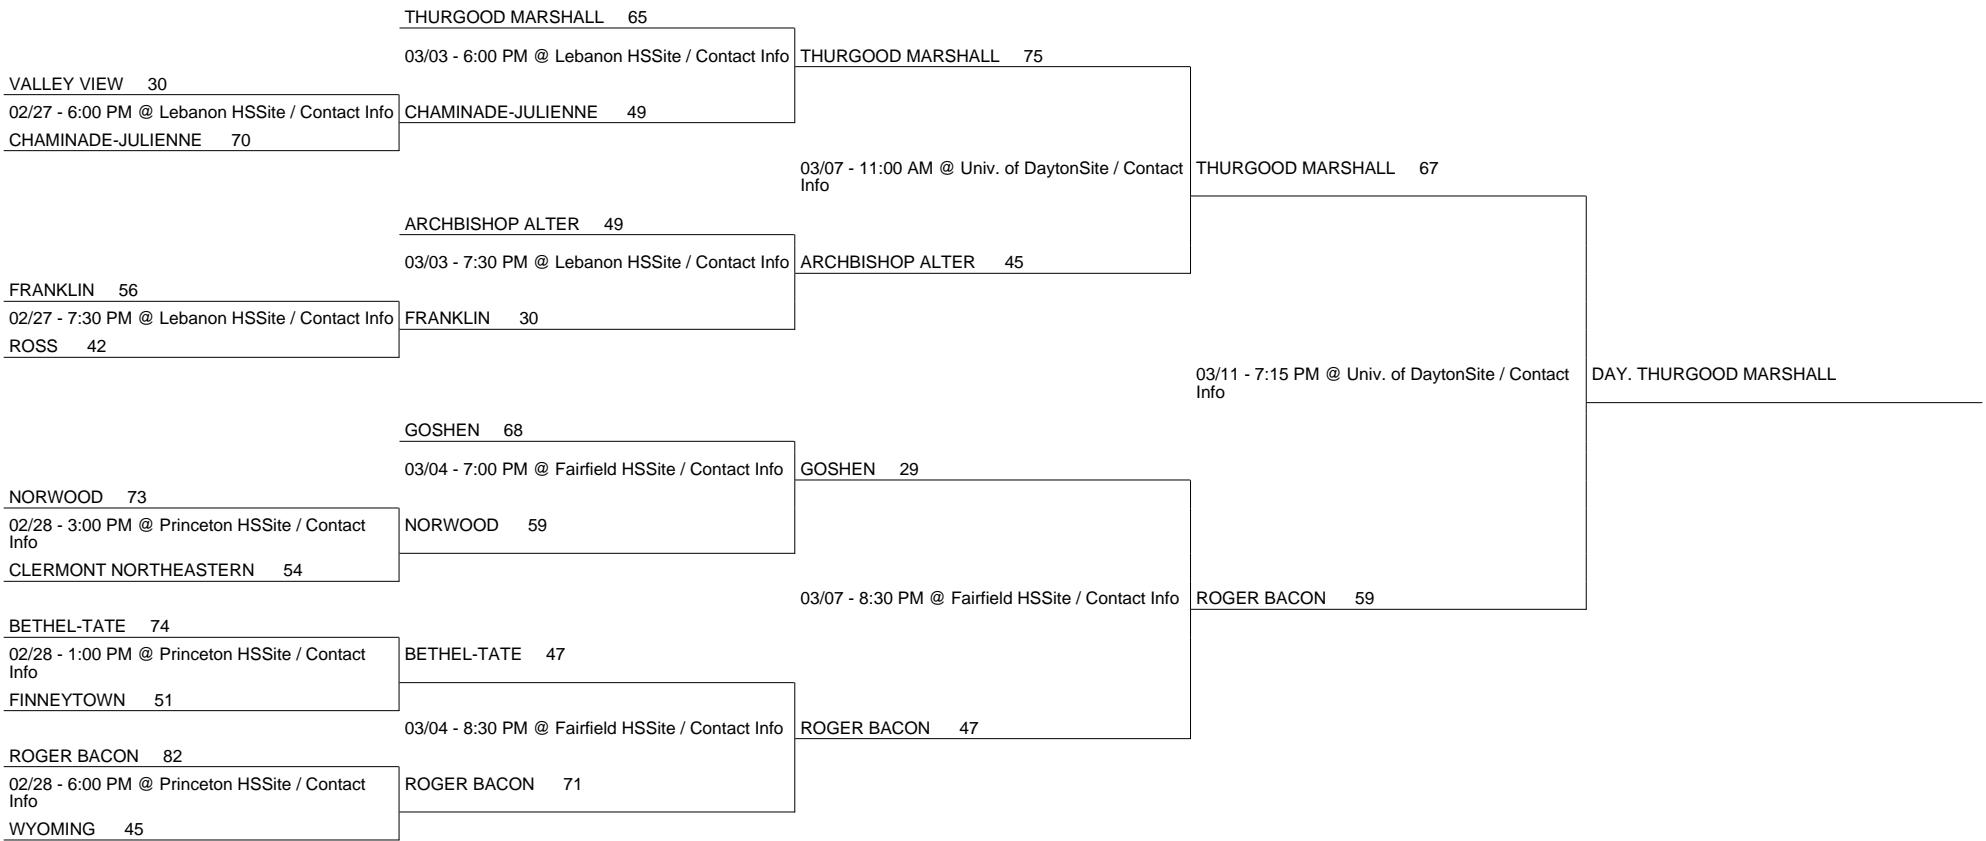 THURGOOD MARSHALL 65
03/03 - 6:00 PM @ Lebanon HSSite / Contact Info
VALLEY VIEW 30
02/27 - 6:00 PM @ Lebanon HSSite / Contact Info
CHAMINADE-JULIENNE 70
CHAMINADE-JULIENNE 49
THURGOOD MARSHALL 75
03/07 - 11:00 AM @ Univ. of DaytonSite / Contact
Info
THURGOOD MARSHALL 67
ARCHBISHOP ALTER 49
03/03 - 7:30 PM @ Lebanon HSSite / Contact Info
ARCHBISHOP ALTER 45
FRANKLIN 56
02/27 - 7:30 PM @ Lebanon HSSite / Contact Info
ROSS 42
FRANKLIN 30
03/11 - 7:15 PM @ Univ. of DaytonSite / Contact
Info
DAY. THURGOOD MARSHALL
GOSHEN 68
03/04 - 7:00 PM @ Fairfield HSSite / Contact Info
GOSHEN 29
NORWOOD 73
02/28 - 3:00 PM @ Princeton HSSite / Contact
Info
CLERMONT NORTHEASTERN 54
NORWOOD 59
03/07 - 8:30 PM @ Fairfield HSSite / Contact Info
ROGER BACON 59
BETHEL-TATE 74
02/28 - 1:00 PM @ Princeton HSSite / Contact
Info
FINNEYTOWN 51
BETHEL-TATE 47
03/04 - 8:30 PM @ Fairfield HSSite / Contact Info
ROGER BACON 47
ROGER BACON 82
02/28 - 6:00 PM @ Princeton HSSite / Contact
Info
WYOMING 45
ROGER BACON 71